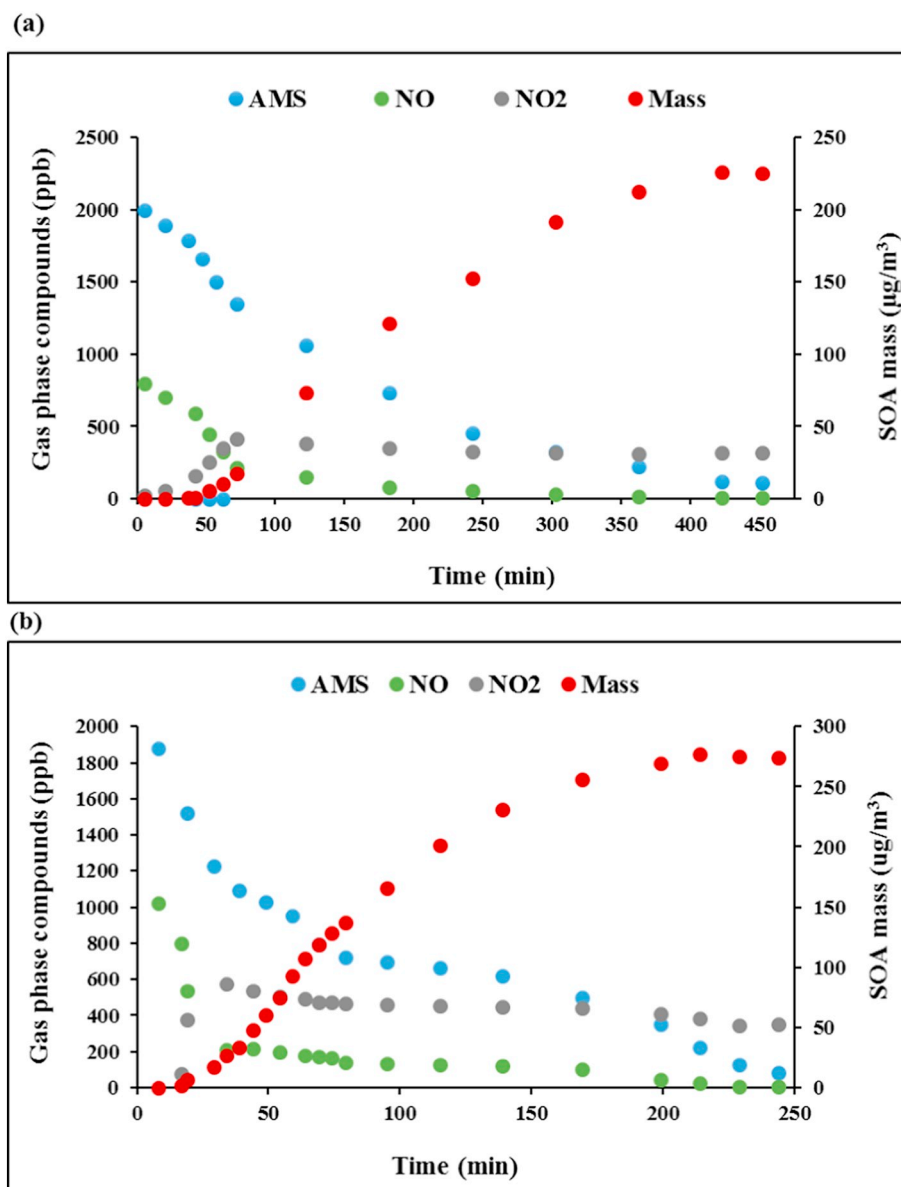 (a)
AMS NO NO2 Mass
2500 250
2000 200
1500 150
1000 100
500 50
0 0
0 50 100 150 200 250 300 350 400 450
Gas phase compounds (ppb)
SOA mass (µg/m³)
Time (min)
(b)
AMS NO NO2 Mass
2000 300
1800
1600 250
1400
1200 200
1000 150
800
600 100
400
200 50
0 0
0 50 100 150 200 250
Gas phase compounds (ppb)
SOA mass (ug/m³)
Time (min)